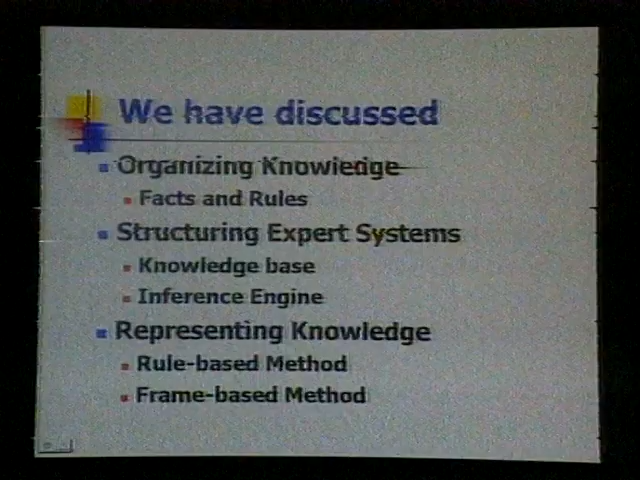 We have discussed
Organizing Knowledge
Facts and Rules
Structuring Expert Systems
Knowledge base
Inference Engine
Representing Knowledge
Rule-based Method
Frame-based Method